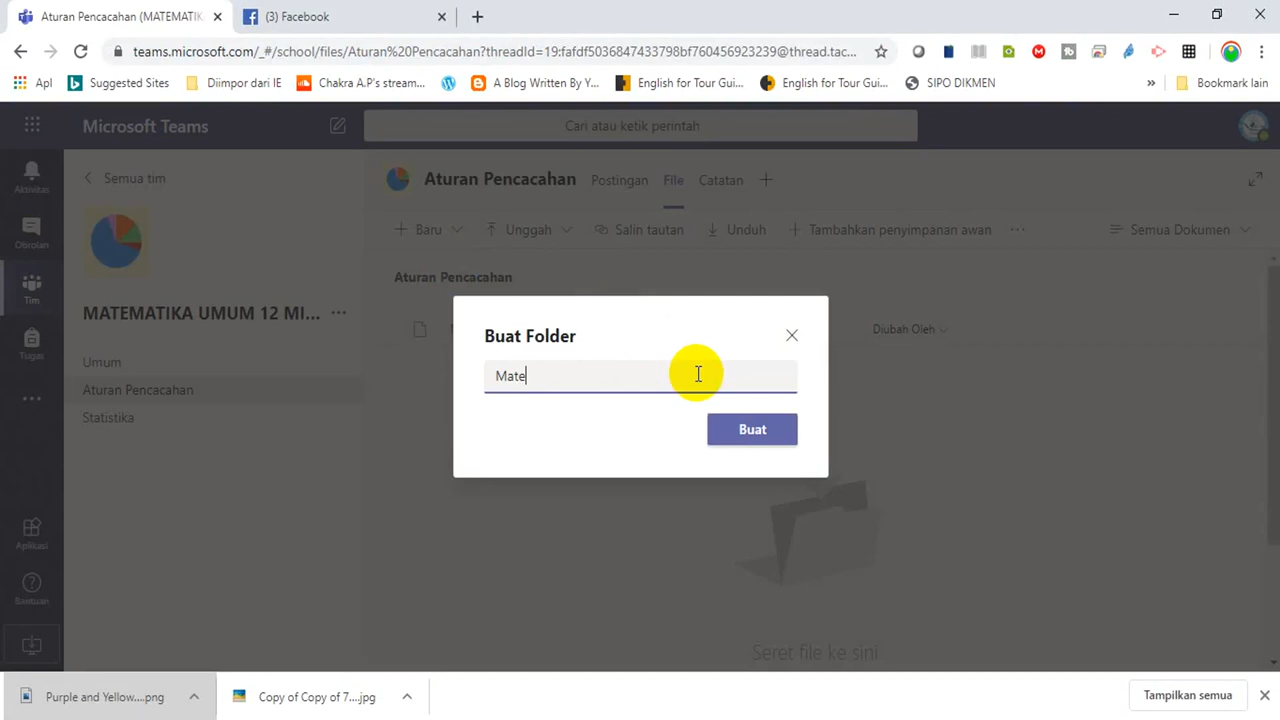 Aturan Pencacahan (MATEMATIK
(3) Facebook
teams.microsoft.com/_#/school/files/Aturan%20Pencacahan?threadId=19:fafdf5036847433798bf760456923239@thread.tac...
Apl
Suggested Sites
Diimpor dari IE
Chakra A.P's stream...
A Blog Written By Y...
English for Tour Gui...
English for Tour Gui...
SIPO DIKMEN
»
Bookmark lain
Microsoft Teams
Cari atau ketik perintah
Aktivitas
Obrolan
Tim
Tugas
Aplikasi
Bantuan
Semua tim
MATEMATIKA UMUM 12 MI... ...
Umum
Aturan Pencacahan
Statistika
Aturan Pencacahan
Postingan
File
Catatan
Baru
Unggah
Salin tautan
Unduh
Tambahkan penyimpanan awan
...
Semua Dokumen
Aturan Pencacahan
Diubah Oleh
Buat Folder
Mate
Buat
Seret file ke sini
Purple and Yellow....png
Copy of Copy of 7....jpg
Tampilkan semua